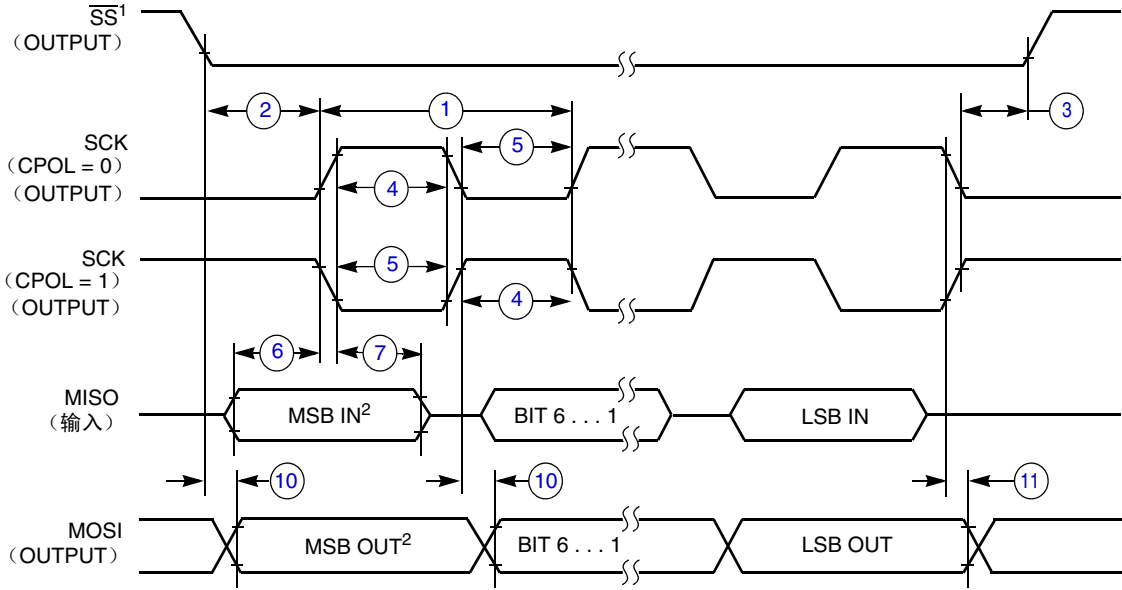 SS¹
（OUTPUT）
2
1
3
SCK
(CPOL = 0)
（OUTPUT）
5
4
SCK
(CPOL = 1)
（OUTPUT）
5
4
6
7
MISO
（输入）
MSB IN²
BIT 6 . . . 1
LSB IN
10
10
11
MOSI
（OUTPUT）
MSB OUT²
BIT 6 . . . 1
LSB OUT